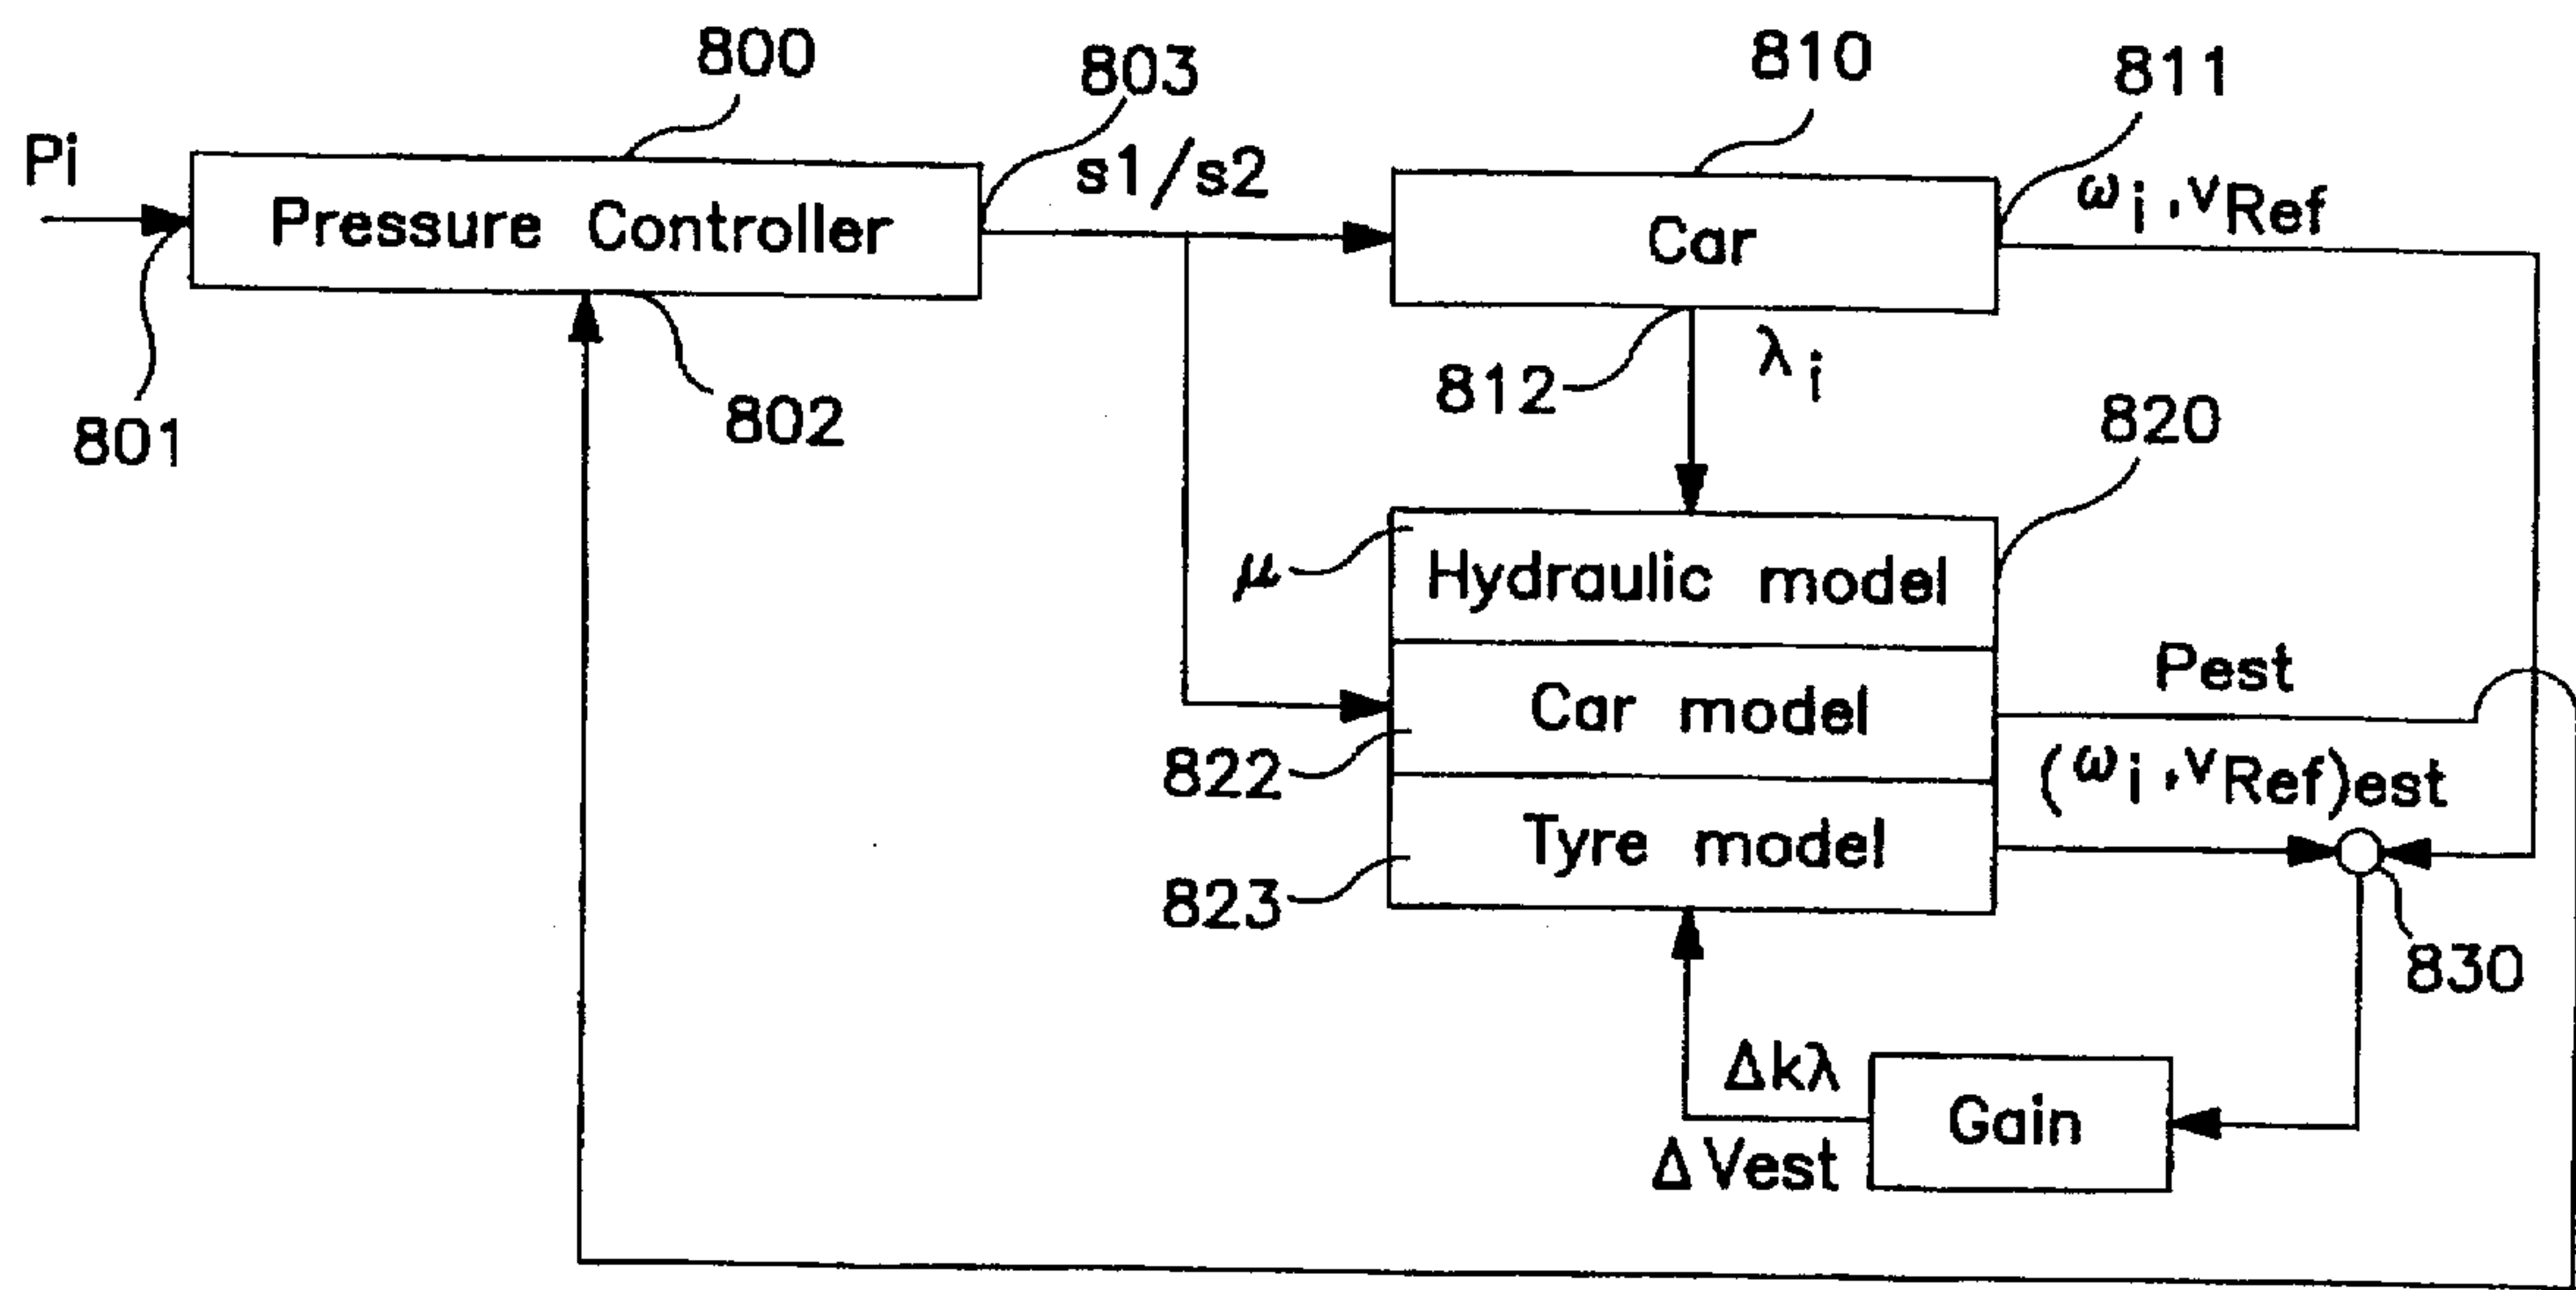 800
803
810
811
Pi
s1/s2
ωi,vRef
Pressure Controller
Car
801
802
812
λi
820
μ
Hydraulic model
Pest
Car model
822
(ωi,vRef)est
Tyre model
823
830
Δkλ
Gain
ΔVest